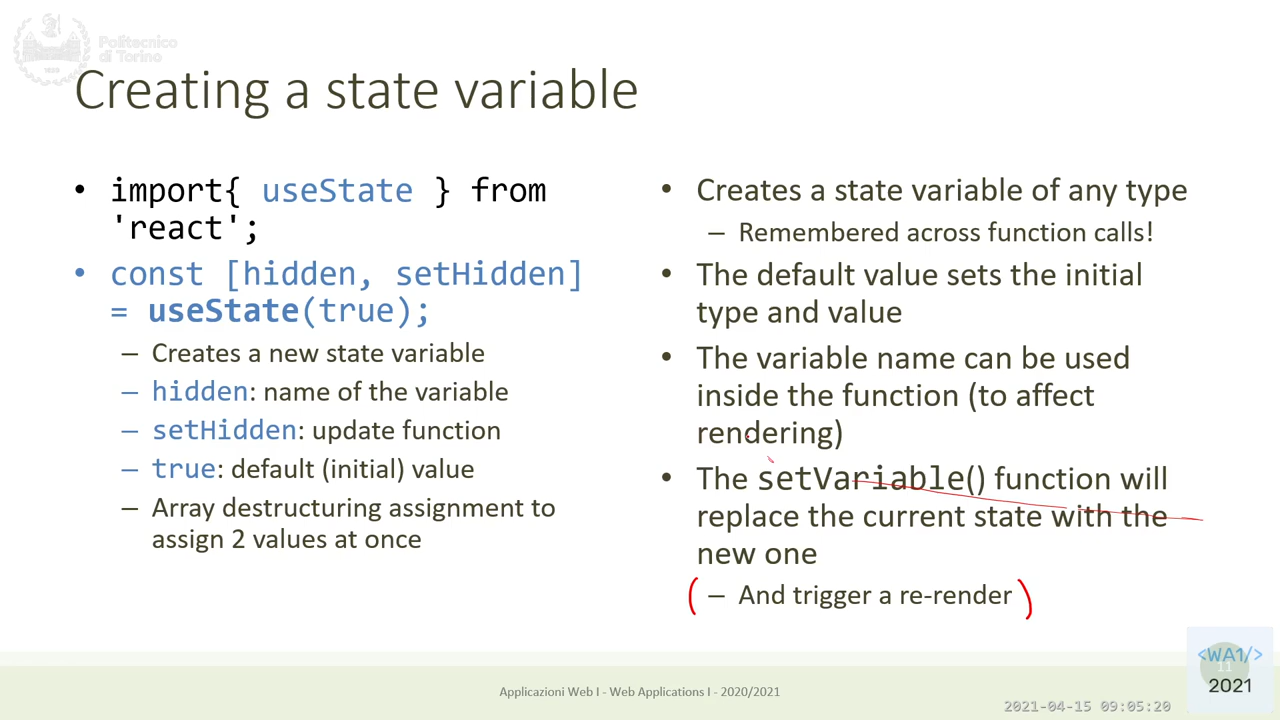 Politecnico
di Torino
Creating a state variable
• import{ useState } from
'react';
• const [hidden, setHidden]
= useState(true);
– Creates a new state variable
– hidden: name of the variable
– setHidden: update function
– true: default (initial) value
– Array destructuring assignment to
assign 2 values at once
• Creates a state variable of any type
– Remembered across function calls!
• The default value sets the initial
type and value
• The variable name can be used
inside the function (to affect
rendering)
• The setVariable() function will
replace the current state with the
new one
– And trigger a re-render
Applicazioni Web I - Web Applications I - 2020/2021
<WA1/>
11
2021
2021-04-15 09:05:20